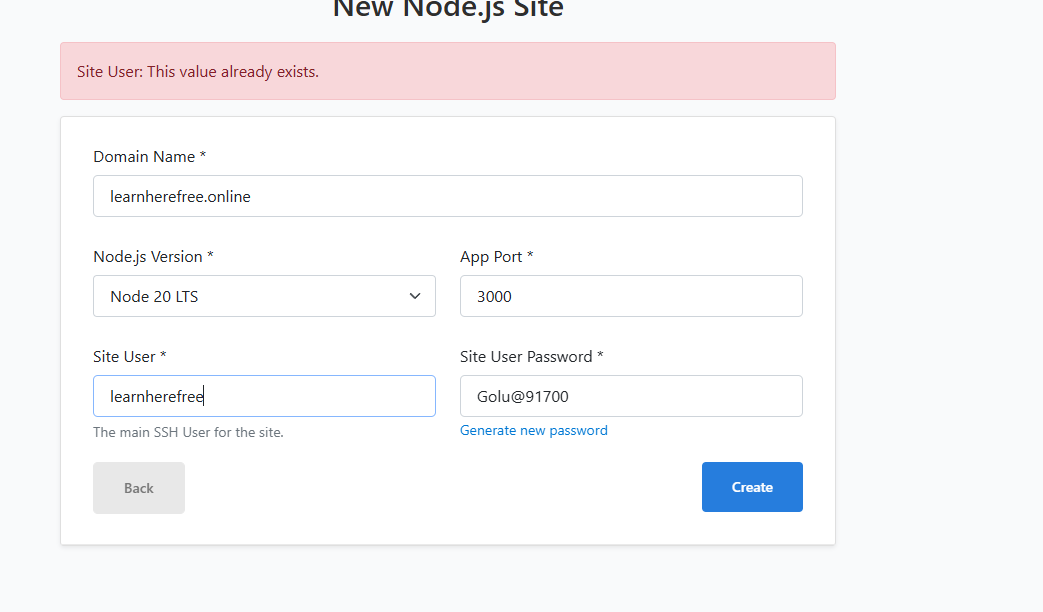 New Node.js Site
Site User: This value already exists.
Domain Name *
learnherefree.online
Node.js Version *
App Port *
Node 20 LTS
3000
Site User *
Site User Password *
learnherefree
Golu@91700
The main SSH User for the site.
Generate new password
Back
Create